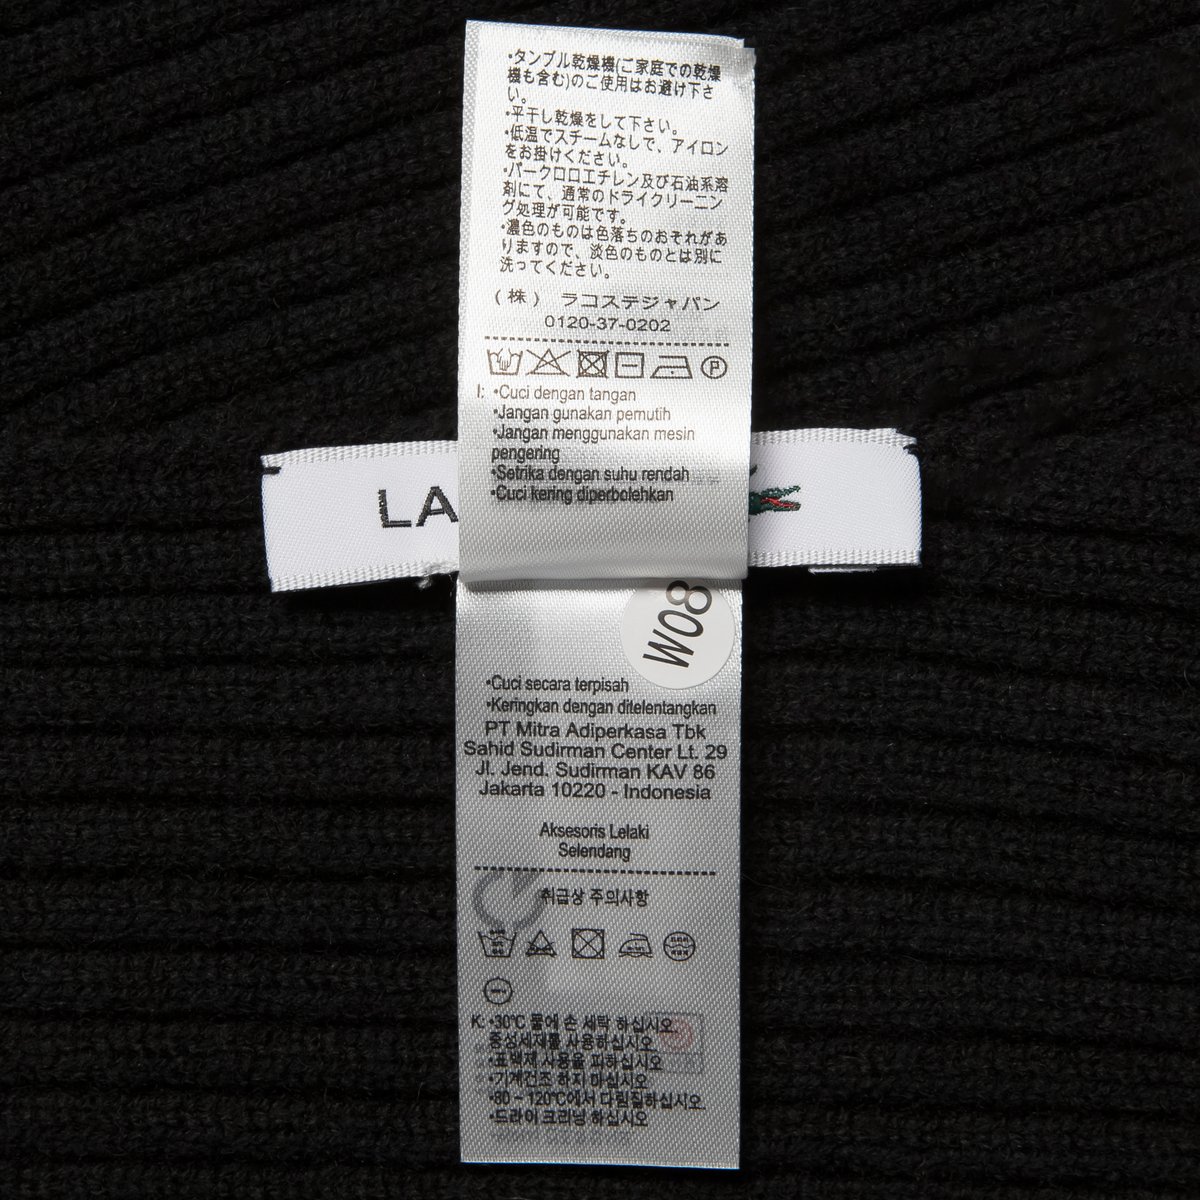 ・タンブル乾燥機(ご家庭での乾燥
機も含む)のご使用はお避け下さ
い。
・平干し乾燥をして下さい。
・低温でスチームなしで、アイロン
をお掛けください。
・パークロロエチレン及び石油系溶
剤にて、通常のドライクリーニン
グ処理が可能です。
・濃色のものは色落ちのおそれがあ
りますので、淡色のものとは別に
洗ってください。
(株) ラコステジャパン
0120-37-0202
P
I: •Cuci dengan tangan
•Jangan gunakan pemutih
•Jangan menggunakan mesin
pengering
•Setrika dengan suhu rendah
•Cuci kering diperbolehkan
LA
W08
•Cuci secara terpisah
•Keringkan dengan ditelentangkan
PT Mitra Adiperkasa Tbk
Sahid Sudirman Center Lt. 29
Jl. Jend. Sudirman KAV 86
Jakarta 10220 - Indonesia
Aksesoris Lelaki
Selendang
취급상 주의사항
K: •30℃ 물에 손 세탁 하십시오
중성세제를 사용하십시오
•표백제 사용을 피하십시오
•기계건조 하지 마십시오
•80 ~ 120℃에서 다림질하십시오.
•드라이 크리닝 하십시오